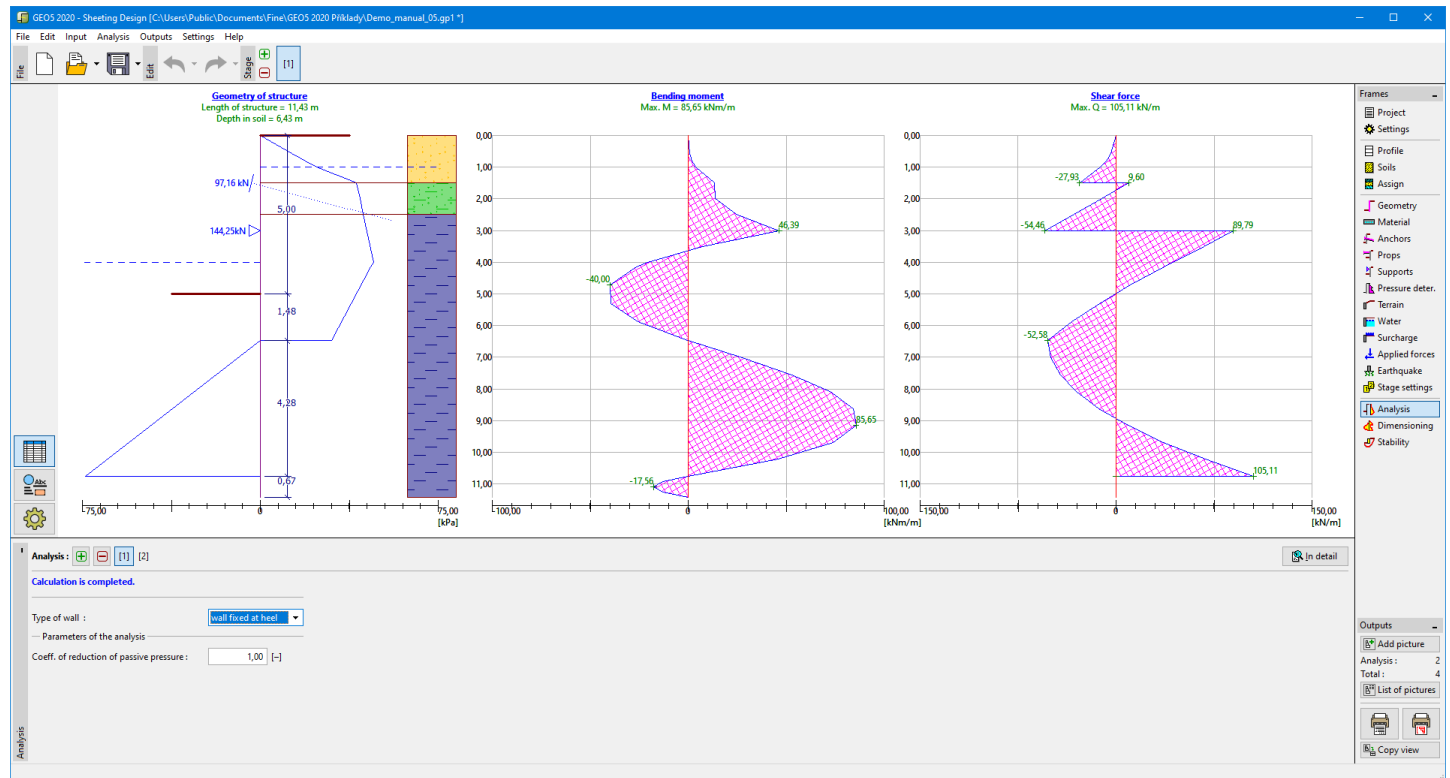 GEO5 2020 - Sheeting Design [C:\Users\Public\Documents\Fine\GEO5 2020 Příklady\Demo_manual_05.gp1 *]
File Edit Input Analysis Outputs Settings Help
File
Edit
Stage
[1]
Geometry of structure
Length of structure = 11,43 m
Depth in soil = 6,43 m
97,16 kN
5,00
144,25kN
1,48
4,28
0,67
-75,00 0 75,00
[kPa]
Bending moment
Max. M = 85,65 kNm/m
0,00
1,00
2,00
3,00
4,00
5,00
6,00
7,00
8,00
9,00
10,00
11,00
46,39
-40,00
85,65
-17,56
-100,00 0 100,00
[kNm/m]
Shear force
Max. Q = 105,11 kN/m
0,00
1,00
2,00
3,00
4,00
5,00
6,00
7,00
8,00
9,00
10,00
11,00
-27,93 9,60
-54,46 89,79
-52,58
105,11
-150,00 0 150,00
[kN/m]
Frames
Project
Settings
Profile
Soils
Assign
Geometry
Material
Anchors
Props
Supports
Pressure deter.
Terrain
Water
Surcharge
Applied forces
Earthquake
Stage settings
Analysis
Dimensioning
Stability
Abc
Analysis : [1] [2]
In detail
Calculation is completed.
Type of wall : wall fixed at heel
Parameters of the analysis
Coeff. of reduction of passive pressure : 1,00 [–]
Analysis
Outputs
Add picture
Analysis : 2
Total : 4
List of pictures
Copy view